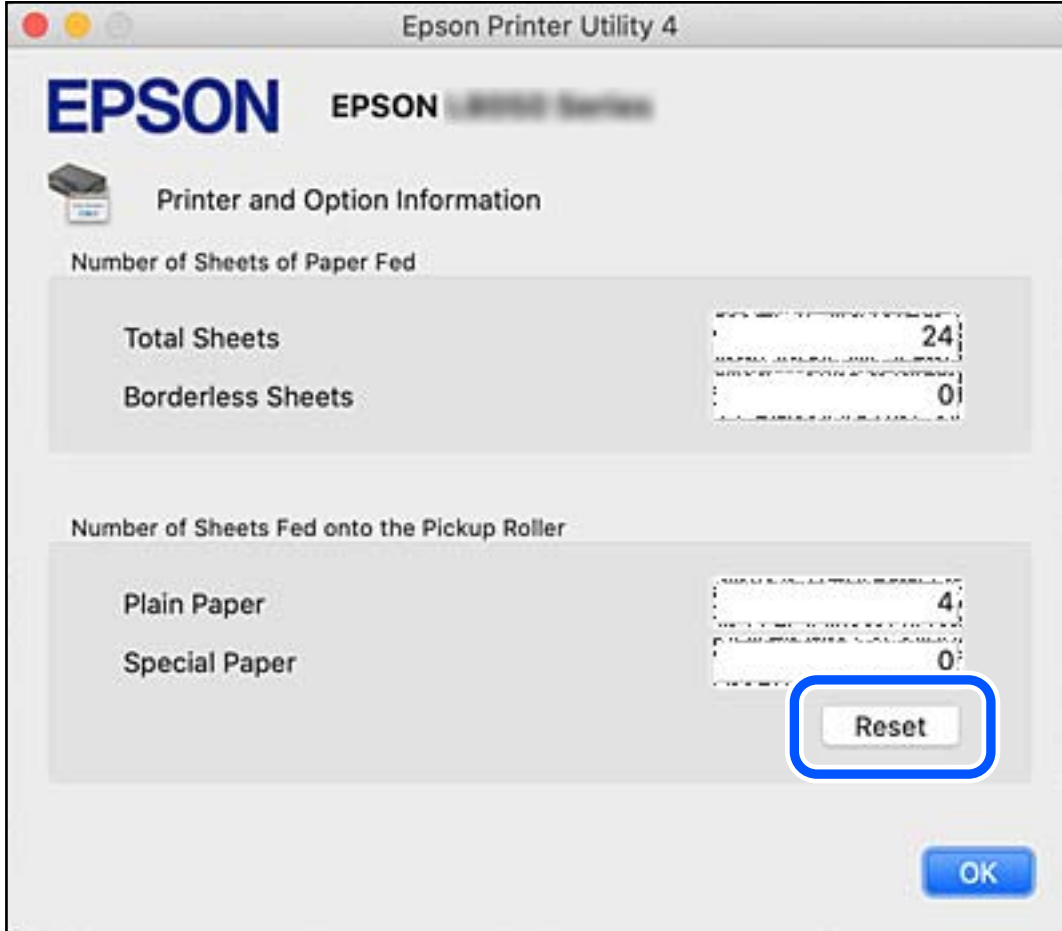 Epson Printer Utility 4
EPSON EPSON
Printer and Option Information
Number of Sheets of Paper Fed
Total Sheets 24
Borderless Sheets 0
Number of Sheets Fed onto the Pickup Roller
Plain Paper 4
Special Paper 0
Reset
OK